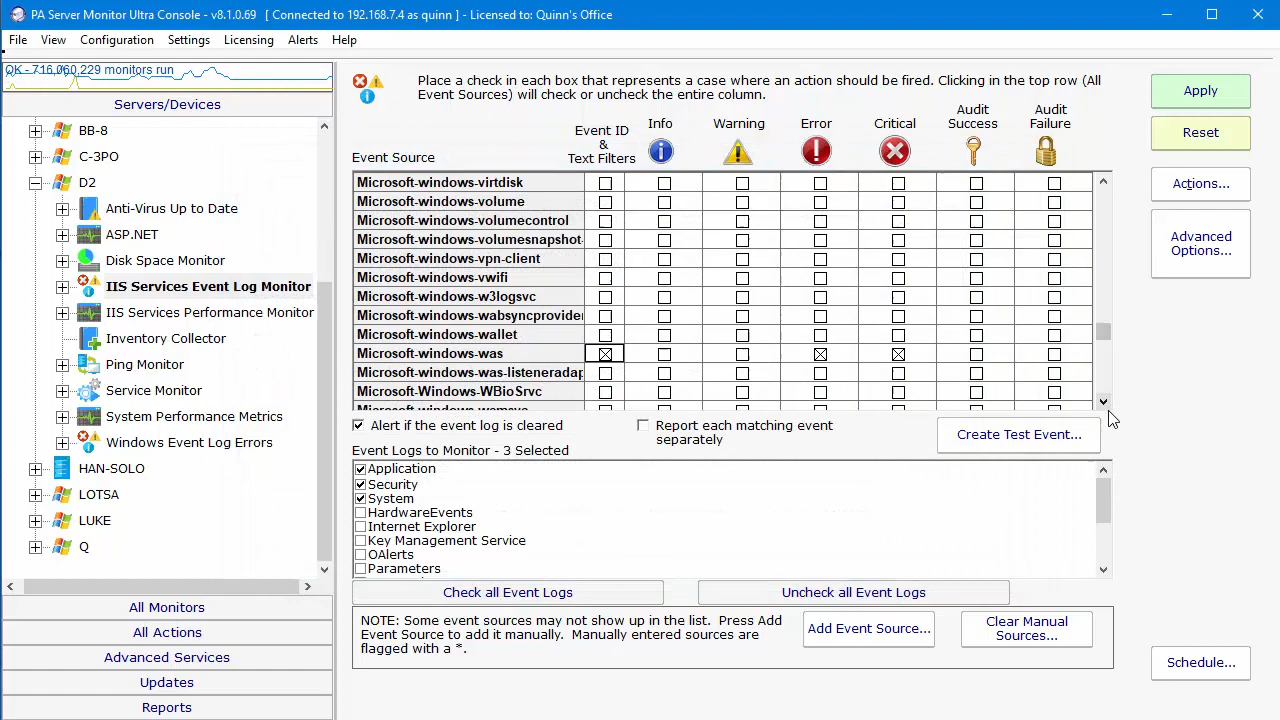 PA Server Monitor Ultra Console - v8.1.0.69   [ Connected to 192.168.7.4 as quinn ] - Licensed to: Quinn's Office
File View Configuration Settings Licensing Alerts Help
OK - 716,060,229 monitors run
Servers/Devices
BB-8
C-3PO
D2
Anti-Virus Up to Date
ASP.NET
Disk Space Monitor
IIS Services Event Log Monitor
IIS Services Performance Monitor
Inventory Collector
Ping Monitor
Service Monitor
System Performance Metrics
Windows Event Log Errors
HAN-SOLO
LOTSA
LUKE
Q
All Monitors
All Actions
Advanced Services
Updates
Reports
Place a check in each box that represents a case where an action should be fired. Clicking in the top row (All
Event Sources) will check or uncheck the entire column.
Event Source
Event ID
&
Text Filters
Info
Warning
Error
Critical
Audit
Success
Audit
Failure
Microsoft-windows-virtdisk
Microsoft-windows-volume
Microsoft-windows-volumecontrol
Microsoft-windows-volumesnapshot-
Microsoft-windows-vpn-client
Microsoft-windows-vwifi
Microsoft-windows-w3logsvc
Microsoft-windows-wabsyncprovider
Microsoft-windows-wallet
Microsoft-windows-was
Microsoft-windows-was-listeneradap
Microsoft-Windows-WBioSrvc
Alert if the event log is cleared
Report each matching event
separately
Create Test Event...
Event Logs to Monitor - 3 Selected
Application
Security
System
HardwareEvents
Internet Explorer
Key Management Service
OAlerts
Parameters
Check all Event Logs
Uncheck all Event Logs
NOTE: Some event sources may not show up in the list. Press Add
Event Source to add it manually. Manually entered sources are
flagged with a *.
Add Event Source...
Clear Manual
Sources...
Apply
Reset
Actions...
Advanced
Options...
Schedule...